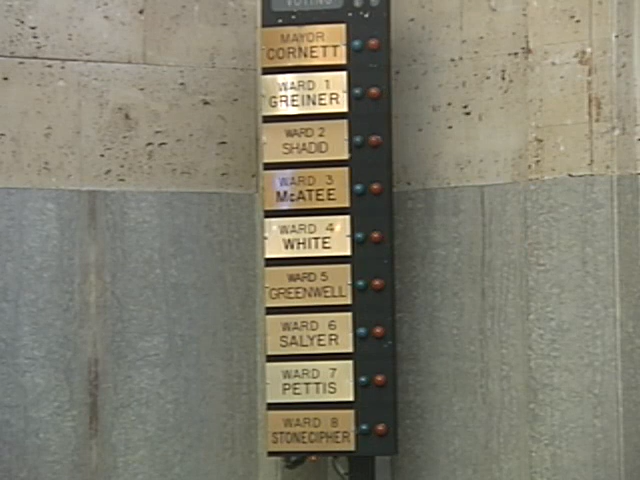 VOTING
MAYOR
CORNETT
WARD 1
GREINER
WARD 2
SHADID
WARD 3
McATEE
WARD 4
WHITE
WARD 5
GREENWELL
WARD 6
SALYER
WARD 7
PETTIS
WARD 8
STONECIPHER